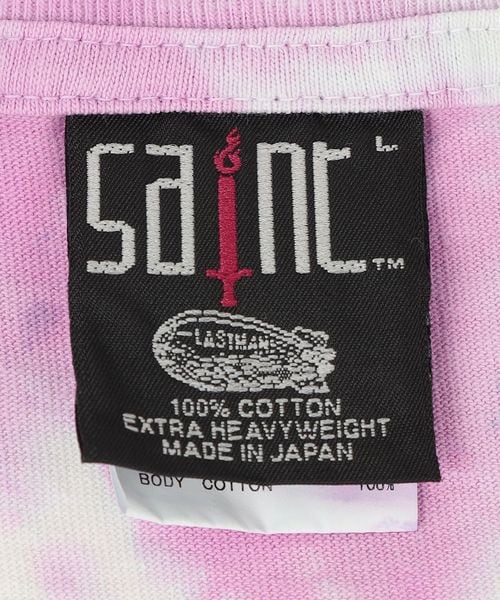 saint L
TM
LASTMAN
100% COTTON
EXTRA HEAVYWEIGHT
MADE IN JAPAN
BODY COTTON 100%